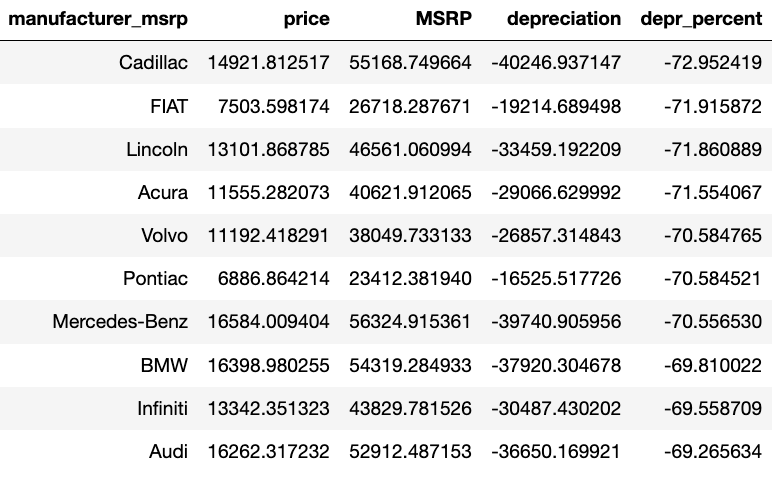 manufacturer_msrp price MSRP depreciation depr_percent
Cadillac 14921.812517 55168.749664 -40246.937147 -72.952419
FIAT 7503.598174 26718.287671 -19214.689498 -71.915872
Lincoln 13101.868785 46561.060994 -33459.192209 -71.860889
Acura 11555.282073 40621.912065 -29066.629992 -71.554067
Volvo 11192.418291 38049.733133 -26857.314843 -70.584765
Pontiac 6886.864214 23412.381940 -16525.517726 -70.584521
Mercedes-Benz 16584.009404 56324.915361 -39740.905956 -70.556530
BMW 16398.980255 54319.284933 -37920.304678 -69.810022
Infiniti 13342.351323 43829.781526 -30487.430202 -69.558709
Audi 16262.317232 52912.487153 -36650.169921 -69.265634